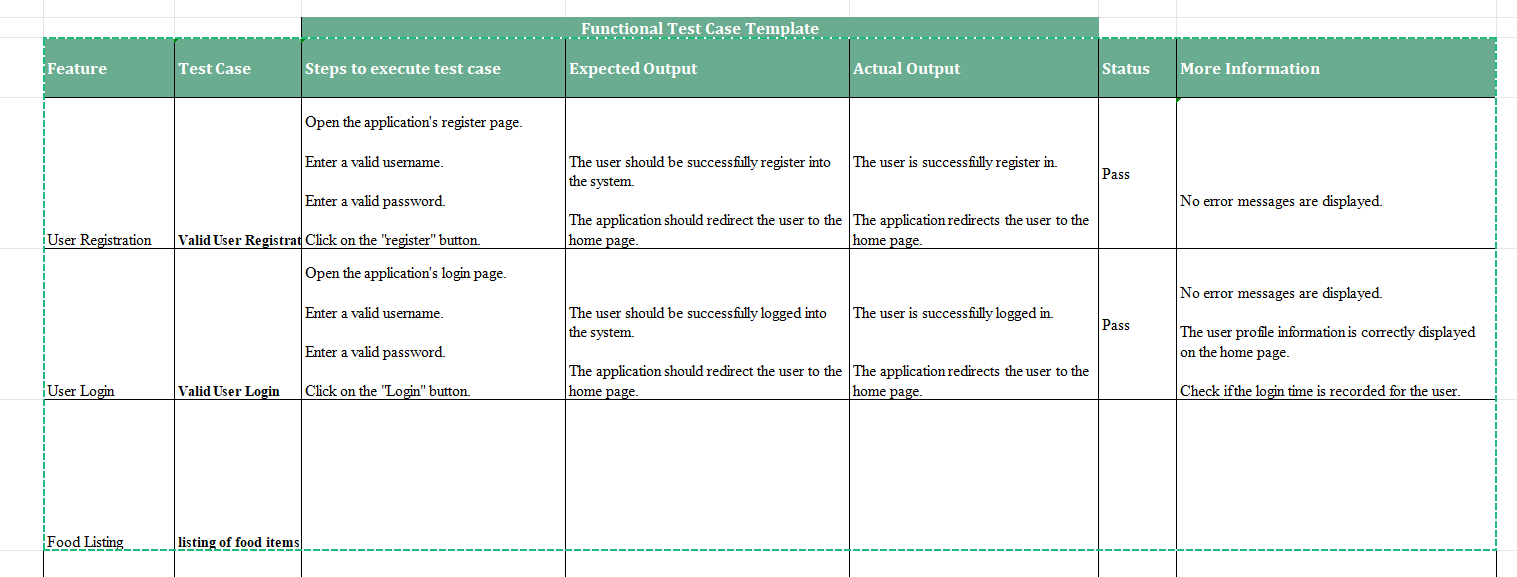 Functional Test Case Template
Feature
Test Case
Steps to execute test case
Expected Output
Actual Output
Status
More Information
User Registration
Valid User Registrat
Open the application's register page.
Enter a valid username.
Enter a valid password.
Click on the "register" button.
The user should be successfully register into
the system.
The application should redirect the user to the
home page.
The user is successfully register in.
The application redirects the user to the
home page.
Pass
No error messages are displayed.
User Login
Valid User Login
Open the application's login page.
Enter a valid username.
Enter a valid password.
Click on the "Login" button.
The user should be successfully logged into
the system.
The application should redirect the user to the
home page.
The user is successfully logged in.
The application redirects the user to the
home page.
Pass
No error messages are displayed.
The user profile information is correctly displayed
on the home page.
Check if the login time is recorded for the user.
Food Listing
listing of food items